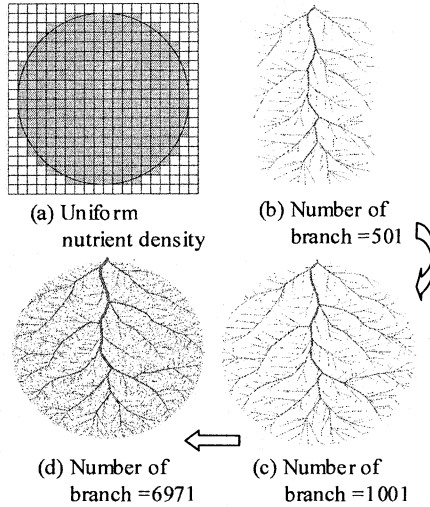 (a) Uniform
nutrient density
(b) Number of
branch =501
(d) Number of
branch =6971
(c) Number of
branch =1001